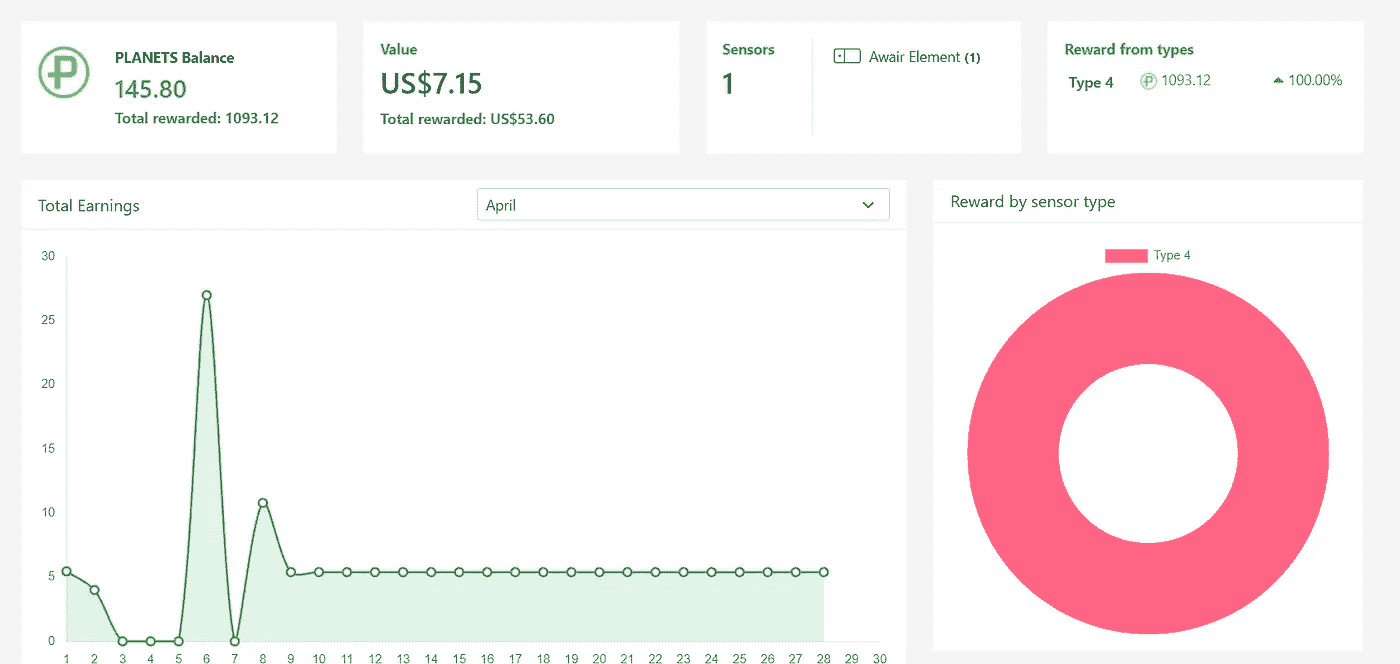 PLANETS Balance
145.80
Total rewarded: 1093.12
Value
US$7.15
Total rewarded: US$53.60
Sensors
1
Awair Element (1)
Reward from types
Type 4 1093.12 100.00%
Total Earnings
April
30
25
20
15
10
5
0
1 2 3 4 5 6 7 8 9 10 11 12 13 14 15 16 17 18 19 20 21 22 23 24 25 26 27 28 29 30
Reward by sensor type
Type 4